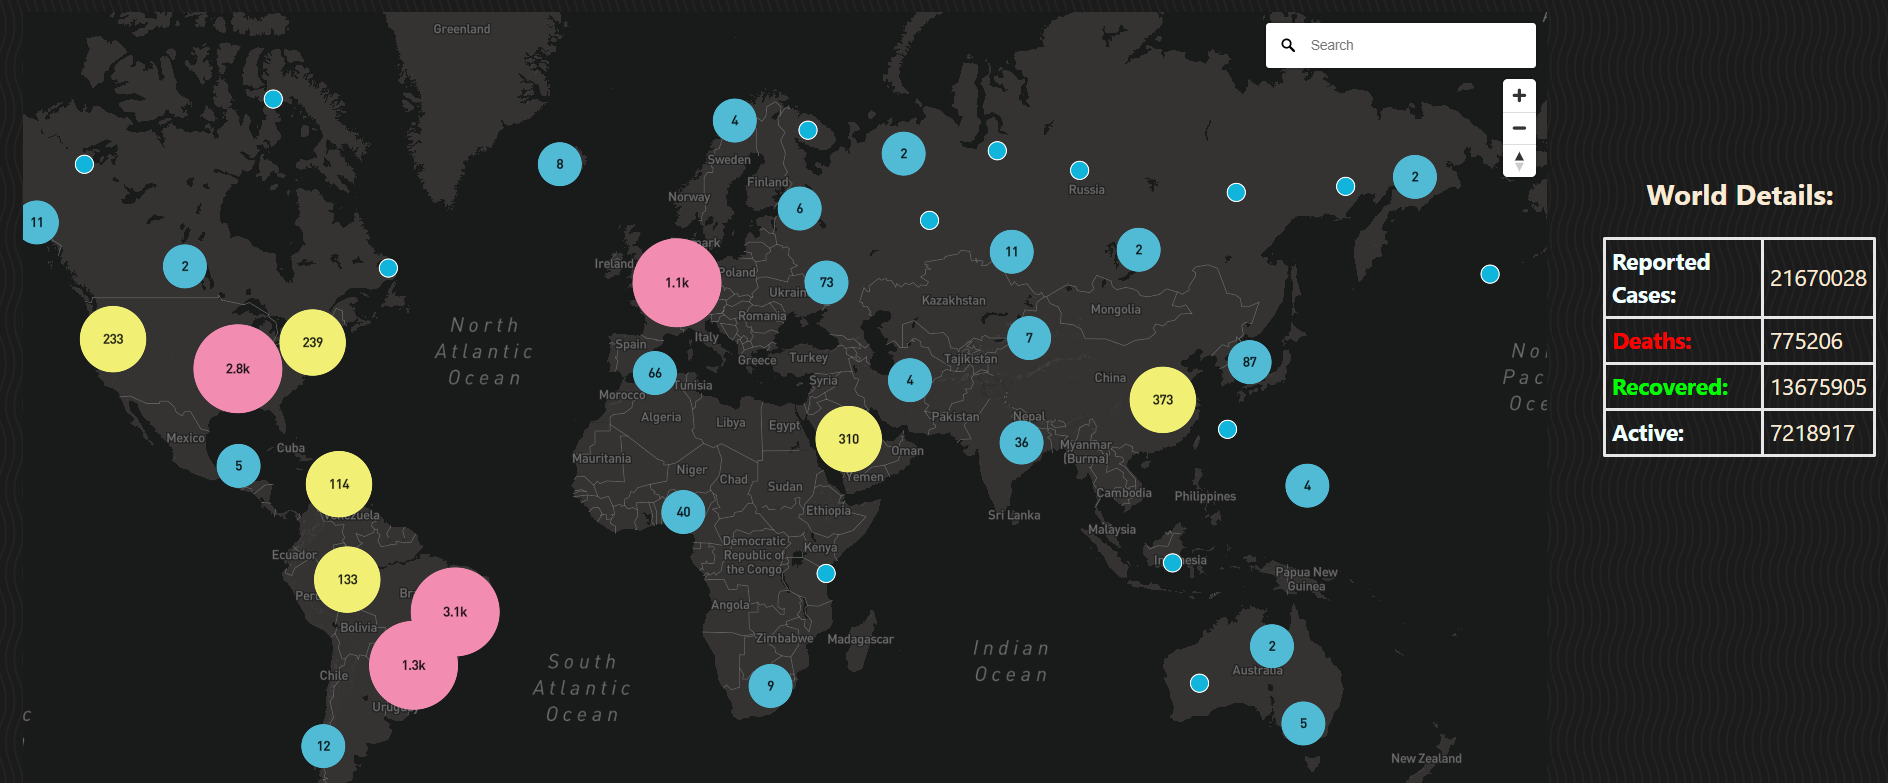 Greenland
Search
4
2
8
Sweden
Finland
Norway
Russia
2
6
11
2
11
2
Ireland
1.1k
Poland
Ukrain
73
Kazakhstan
Mongolia
233
2.8k
239
North
Atlantic
Ocean
Romania
Spain
Italy
Greece
Turkey
Tajikistan
7
87
66
Tunisia
Morocco
Syria
4
China
373
Algeria
Libya
Egypt
Pakistan
Nepal
36
310
Oman
Yemen
Myanmar
(Burma)
Mexico
Cuba
5
114
Mauritania
Niger
Chad
Sudan
Cambodia
Philippines
4
40
Ethiopia
Sri Lanka
Malaysia
Ecuador
Democratic
Republic of
the Congo
Kenya
133
3.1k
Papua New
Guinea
Angola
Bolivia
Zimbabwe
Madagascar
1.3k
Chile
South
Atlantic
Ocean
Indian
Ocean
2
Australia
9
5
12
New Zealand
World Details:
Reported
Cases:
21670028
Deaths:
775206
Recovered:
13675905
Active:
7218917